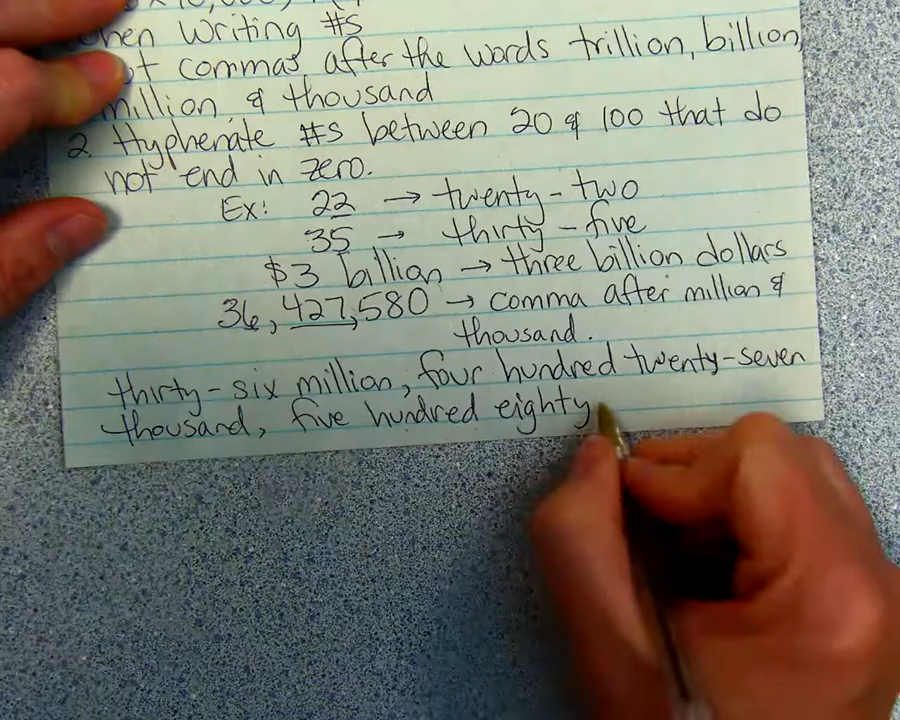 When Writing #s
commas after the words trillion, billion,
million & thousand
2. Hyphenate #s between 20 & 100 that do
not end in zero.
Ex: 22 → twenty-two
35 → thirty-five
$3 billion → three billion dollars
36,427,580 → comma after million &
thousand.
thirty-six million, four hundred twenty-seven
thousand, five hundred eighty